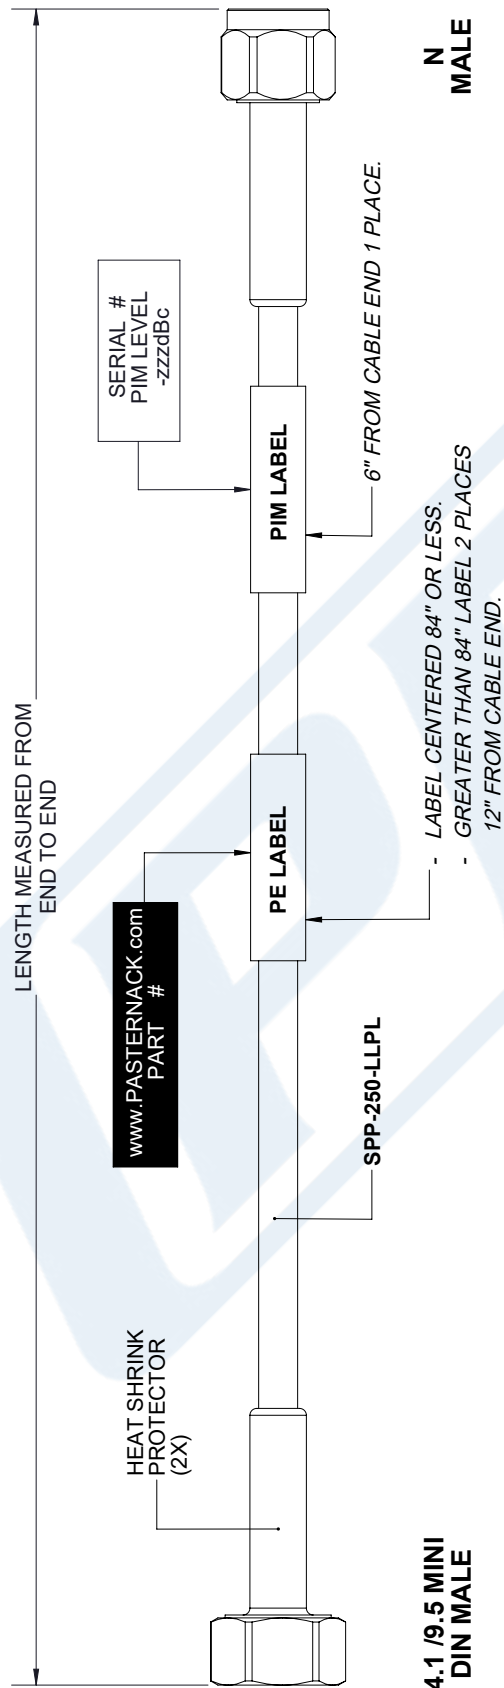 LENGTH MEASURED FROM
END TO END
HEAT SHRINK
PROTECTOR
(2X)
www.PASTERNACK.com
PART #
SERIAL #
PIM LEVEL
-zzzdBc
PE LABEL
PIM LABEL
SPP-250-LLPL
- LABEL CENTERED 84" OR LESS.
- GREATER THAN 84" LABEL 2 PLACES
12" FROM CABLE END.
6" FROM CABLE END 1 PLACE.
4.1 /9.5 MINI
DIN MALE
N
MALE